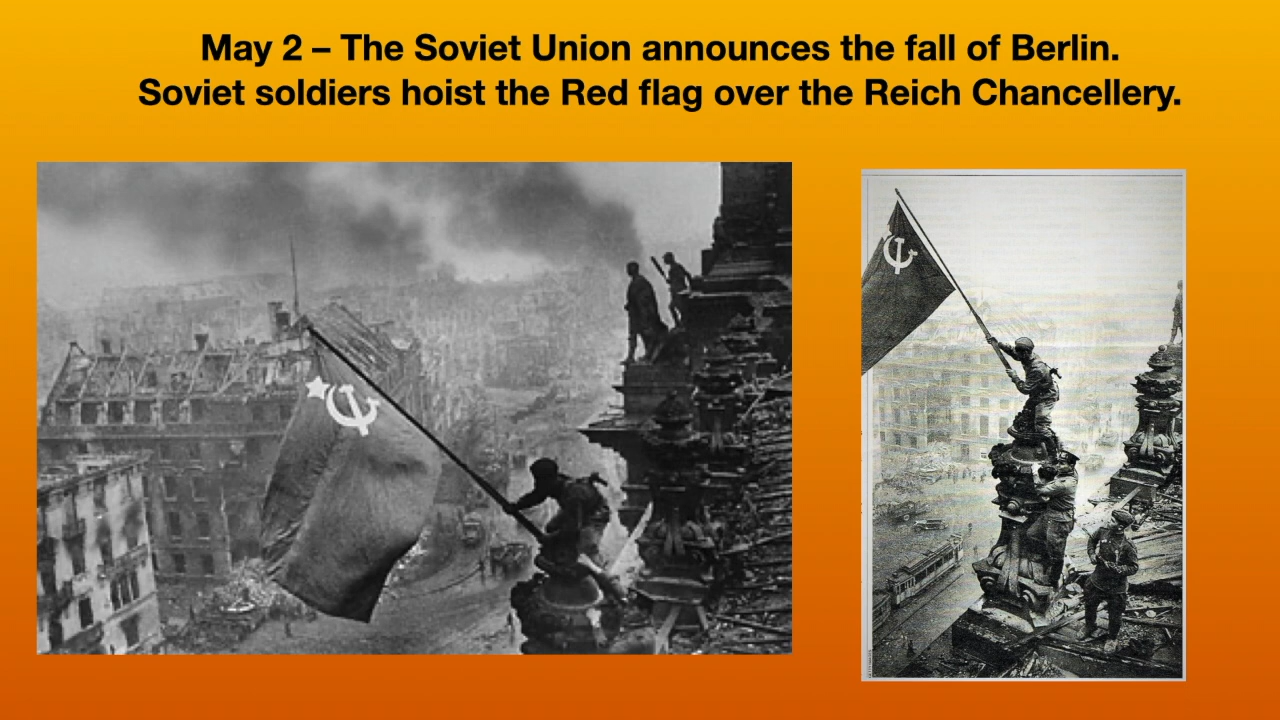 May 2 – The Soviet Union announces the fall of Berlin.
Soviet soldiers hoist the Red flag over the Reich Chancellery.